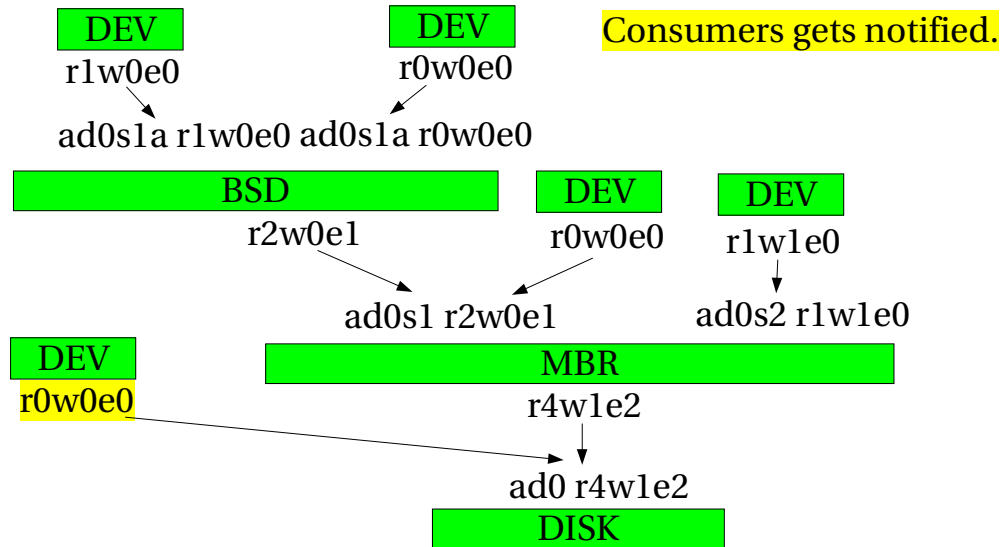 DEV
DEV
Consumers gets notified.
r1w0e0
r0w0e0
ad0s1a r1w0e0
ad0s1a r0w0e0
BSD
DEV
DEV
r2w0e1
r0w0e0
r1w1e0
ad0s1 r2w0e1
ad0s2 r1w1e0
DEV
MBR
r0w0e0
r4w1e2
ad0 r4w1e2
DISK